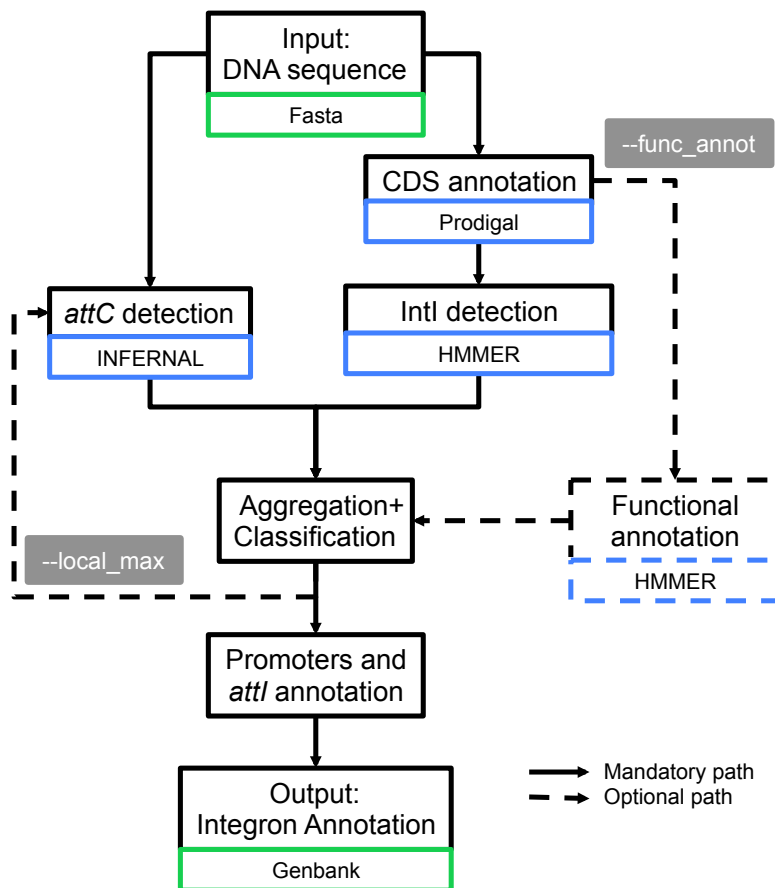 Input:
DNA sequence
Fasta
--func_annot
CDS annotation
Prodigal
attC detection
INFERNAL
IntI detection
HMMER
Aggregation+
Classification
Functional
annotation
HMMER
--local_max
Promoters and
attI annotation
Output:
Integron Annotation
Genbank
Mandatory path
Optional path